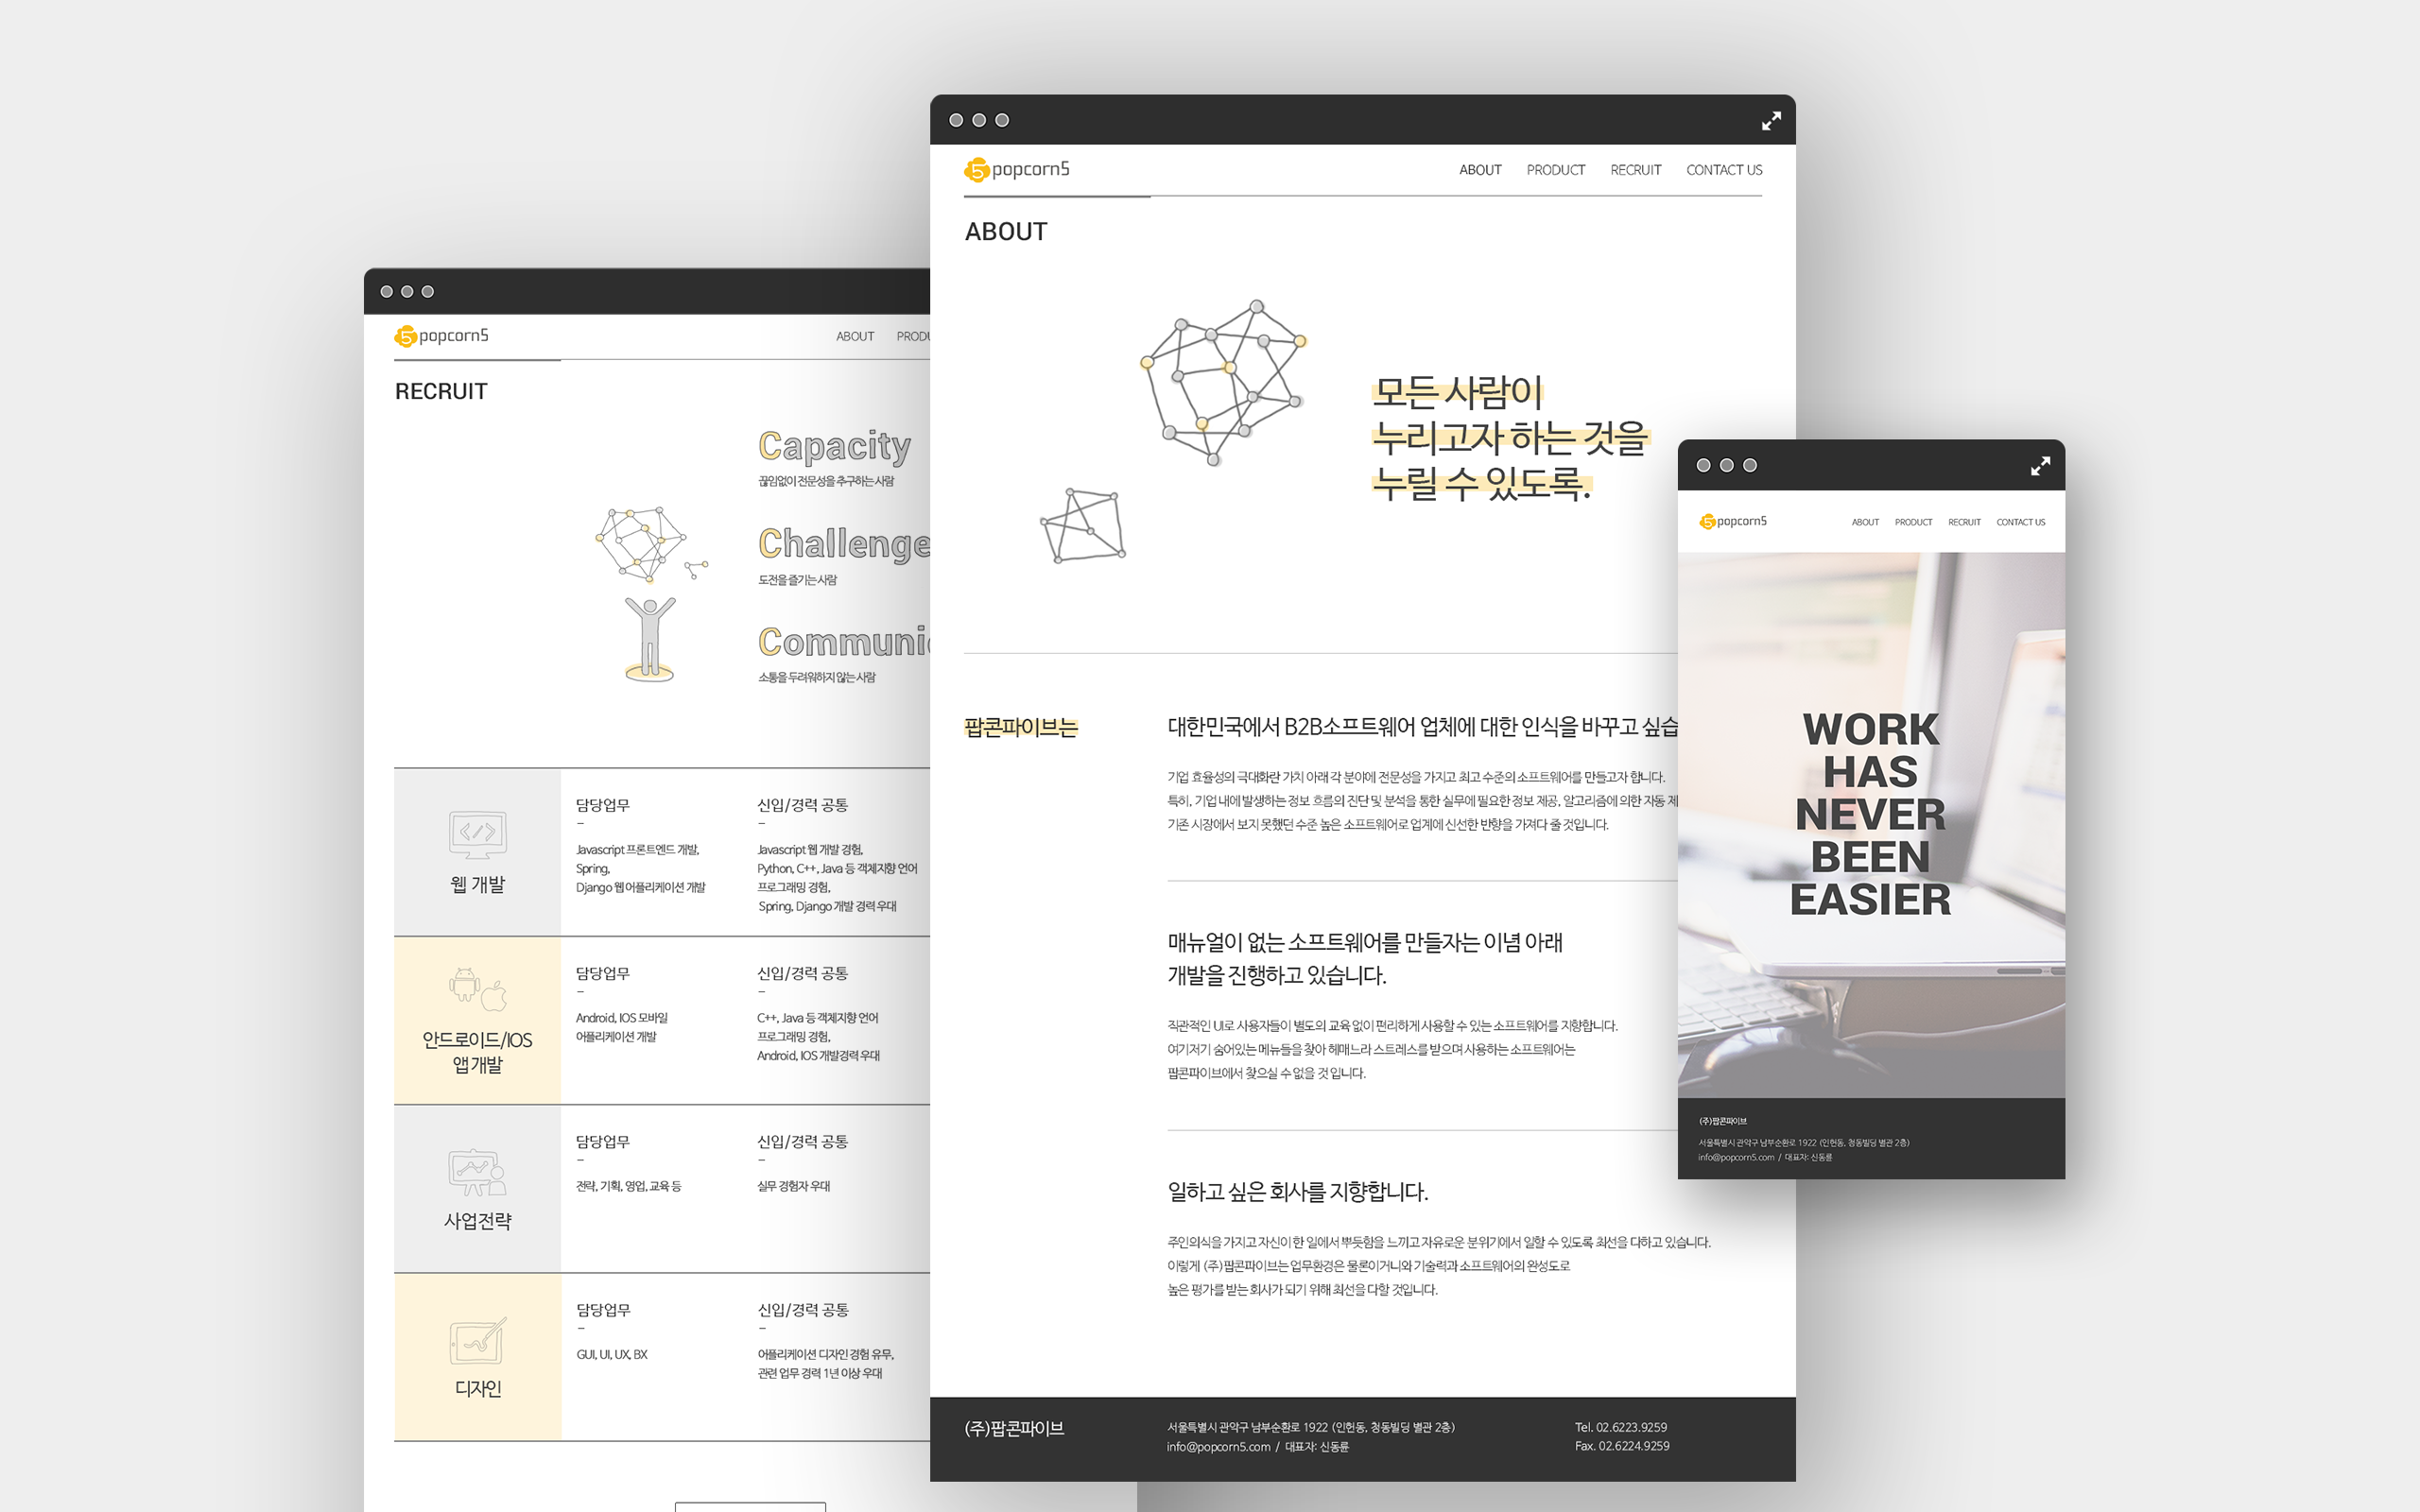 5 popcorn5
ABOUT PRODU
RECRUIT
Capacity
끊임없이 전문성을 추구하는 사람
Challenge
도전을 즐기는 사람
Communic
소통을 두려워하지 않는 사람
웹 개발
담당업무
–
Javascript 프론트엔드 개발,
Spring,
Django 웹 어플리케이션 개발
신입/경력 공통
–
Javascript 웹 개발 경험,
Python, C++, Java 등 객체지향 언어
프로그래밍 경험,
Spring, Django 개발 경력 우대
안드로이드/IOS
앱 개발
담당업무
–
Android, IOS 모바일
어플리케이션 개발
신입/경력 공통
–
C++, Java 등 객체지향 언어
프로그래밍 경험,
Android, IOS 개발경력 우대
사업전략
담당업무
–
전략, 기획, 영업, 교육 등
신입/경력 공통
–
실무 경험자 우대
디자인
담당업무
–
GUI, UI, UX, BX
신입/경력 공통
–
어플리케이션 디자인 경험 유무,
관련 업무 경력 1년 이상 우대
5 popcorn5
ABOUT PRODUCT RECRUIT CONTACT US
ABOUT
모든 사람이
누리고자 하는 것을
누릴 수 있도록.
팝콘파이브는
대한민국에서 B2B소프트웨어 업체에 대한 인식을 바꾸고 싶습
기업 효율성의 극대화란 가치 아래 각 분야에 전문성을 가지고 최고 수준의 소프트웨어를 만들고자 합니다.
특히, 기업 내에 발생하는 정보 흐름의 진단 및 분석을 통한 실무에 필요한 정보 제공, 알고리즘에 의한 자동 제
기존 시장에서 보지 못했던 수준 높은 소프트웨어로 업계에 신선한 반향을 가져다 줄 것입니다.
매뉴얼이 없는 소프트웨어를 만들자는 이념 아래
개발을 진행하고 있습니다.
직관적인 UI로 사용자들이 별도의 교육 없이 편리하게 사용할 수 있는 소프트웨어를 지향합니다.
여기저기 숨어있는 메뉴들을 찾아 헤매느라 스트레스를 받으며 사용하는 소프트웨어는
팝콘파이브에서 찾으실 수 없을 것 입니다.
일하고 싶은 회사를 지향합니다.
주인의식을 가지고 자신이 한 일에서 뿌듯함을 느끼고 자유로운 분위기에서 일할 수 있도록 최선을 다하고 있습니다.
이렇게 (주)팝콘파이브는 업무환경은 물론이거니와 기술력과 소프트웨어의 완성도로
높은 평가를 받는 회사가 되기 위해 최선을 다할 것입니다.
(주)팝콘파이브
서울특별시 관악구 남부순환로 1922 (인헌동, 청동빌딩 별관 2층)
info@popcorn5.com / 대표자: 신동륜
Tel. 02.6223.9259
Fax. 02.6224.9259
5 popcorn5
ABOUT PRODUCT RECRUIT CONTACT US
WORK
HAS
NEVER
BEEN
EASIER
(주)팝콘파이브
서울특별시 관악구 남부순환로 1922 (인헌동, 청동빌딩 별관 2층)
info@popcorn5.com / 대표자: 신동륜